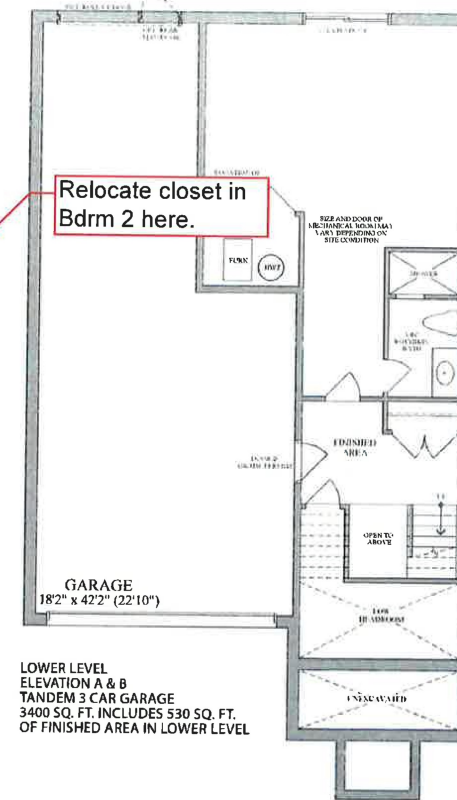 Relocate closet in
Bdrm 2 here.
SIZE AND DOOR OF
MECHANICAL ROOM MAY
VARY DEPENDING ON
SITE CONDITION
FURN
HWT
SHOWER
FINISHED
AREA
OPEN TO
ABOVE
GARAGE
18'2" x 42'2" (22'10")
LOW
HEADROOM
UNEXCAVATED
LOWER LEVEL
ELEVATION A & B
TANDEM 3 CAR GARAGE
3400 SQ. FT. INCLUDES 530 SQ. FT.
OF FINISHED AREA IN LOWER LEVEL